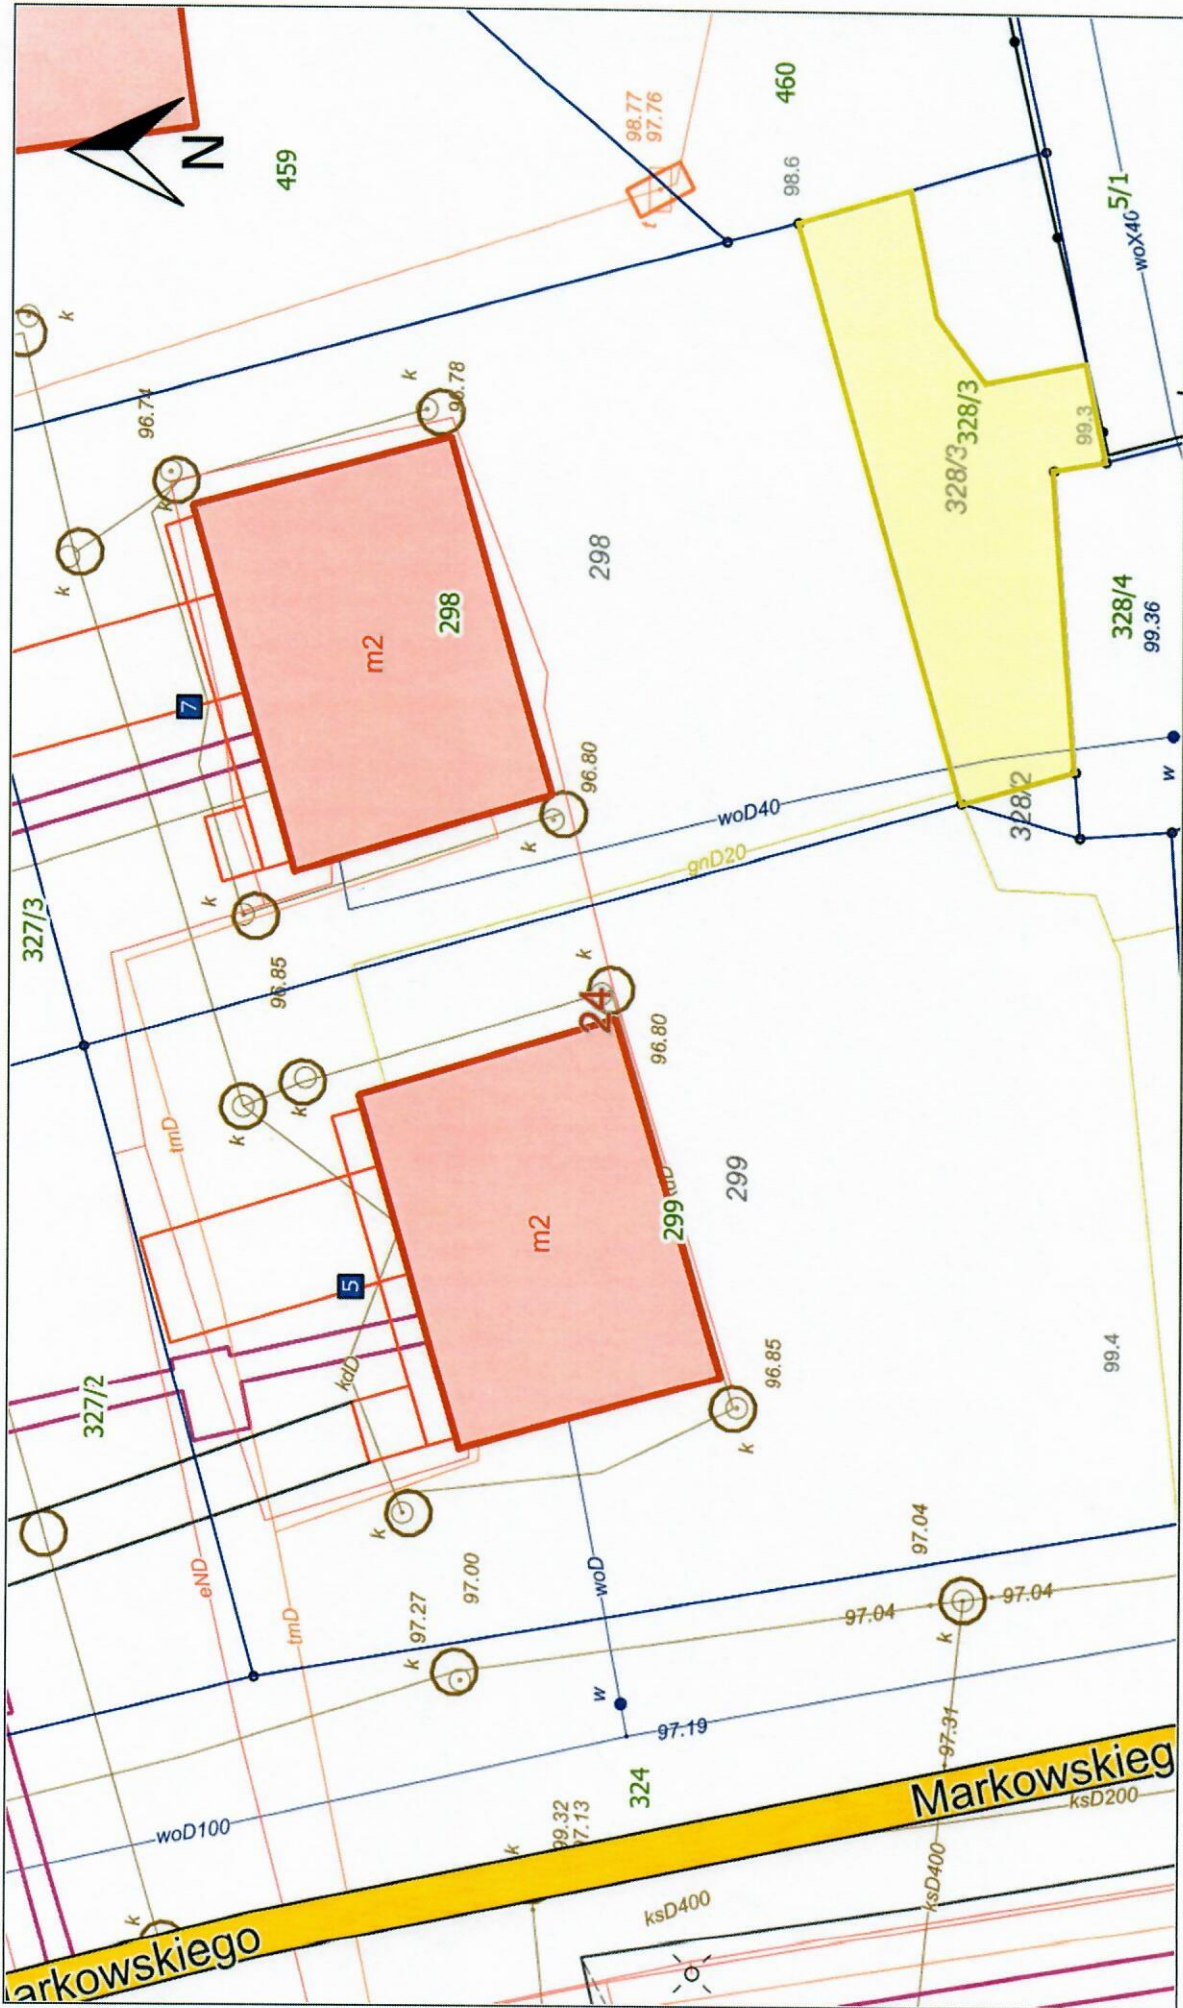 N
459
460
98.77
97.76
t
98.6
5/1
woX40
k
96.74
k
96.78
k
k
7
m2
298
298
328/3
328/3
99.3
328/4
99.36
w
328/2
woD40
gnD20
96.80
k
k
96.85
327/3
k
24
96.80
k
k
tmD
5
m2
299
299
327/2
kdD
eND
tmD
k
97.00
97.27
k
96.85
k
99.4
woD
w
97.19
97.04
97.04
97.04
k
97.31
324
woD100
k
99.32
97.13
k
Markowskieg
ksD200
ksD400
ksD400
arkowskiego